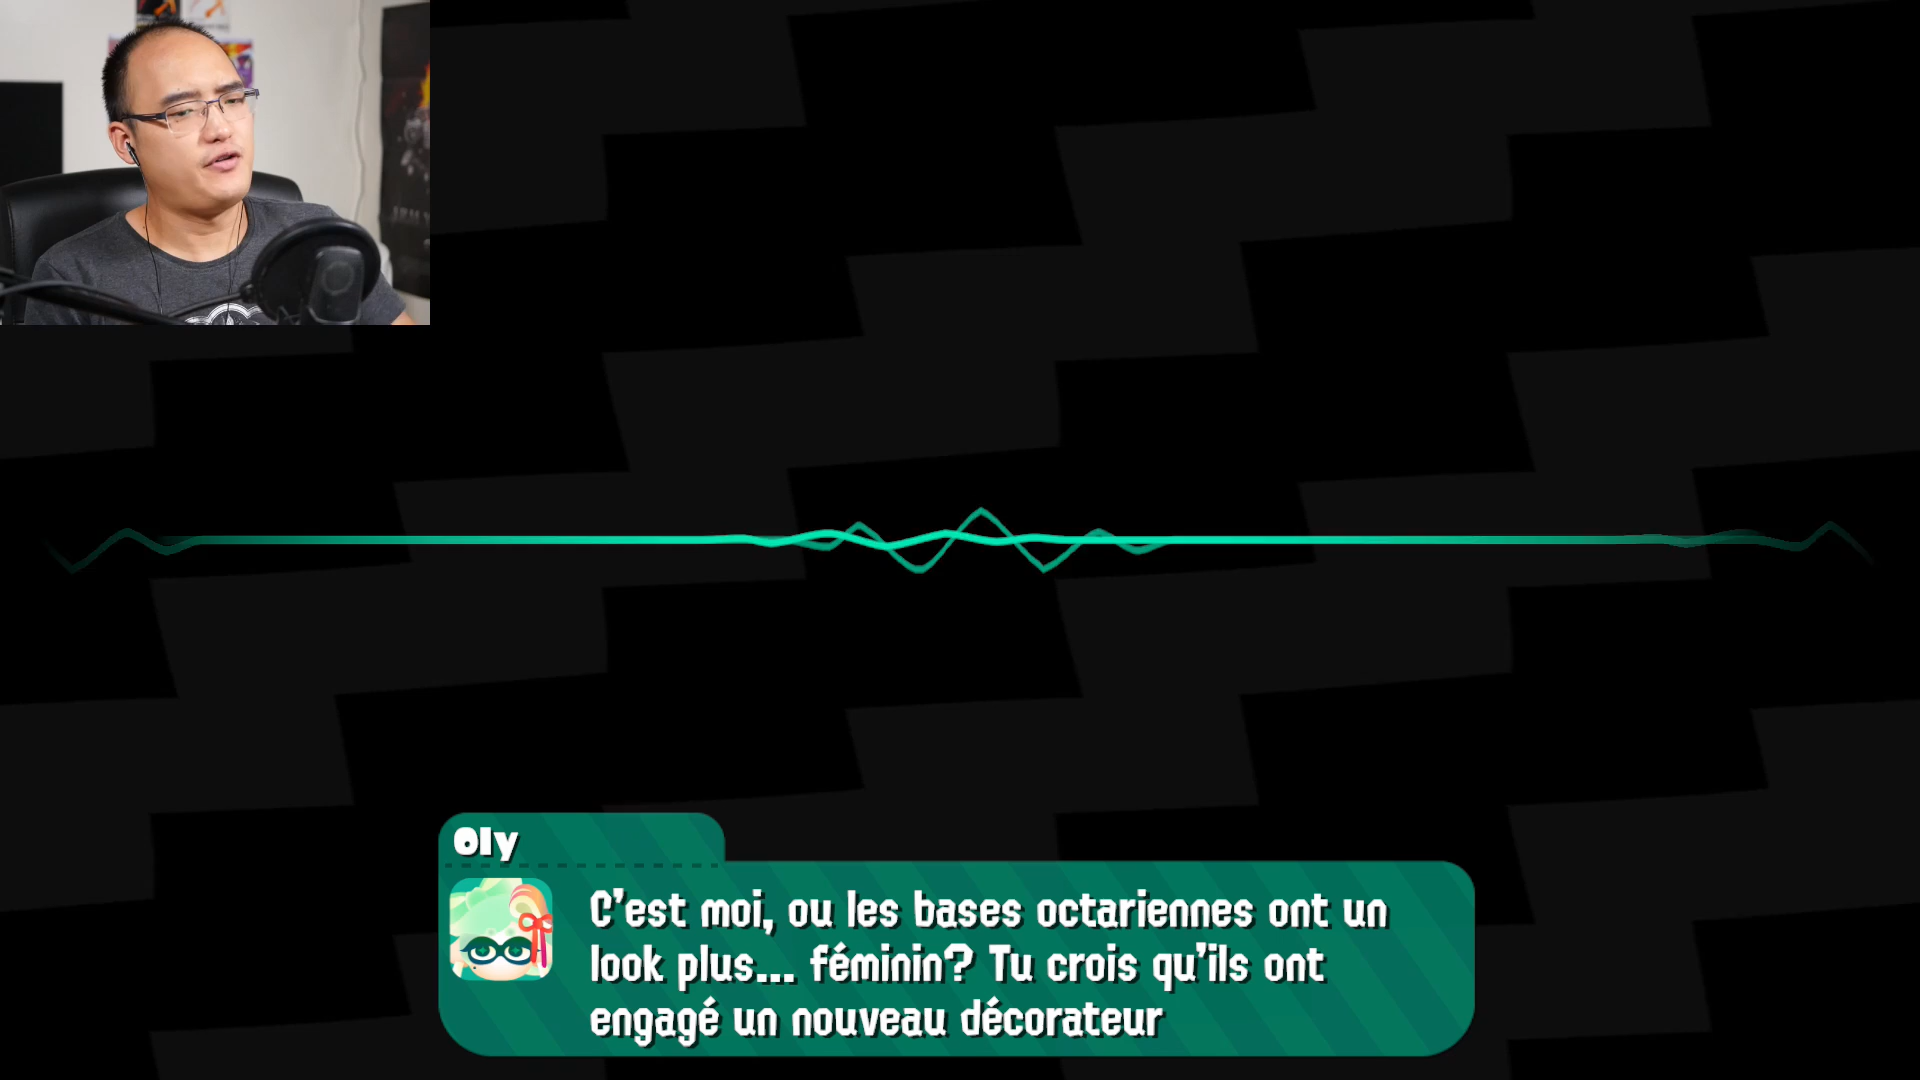 Oly
C'est moi, ou les bases octariennes ont un
look plus... féminin? Tu crois qu'ils ont
engagé un nouveau décorateur